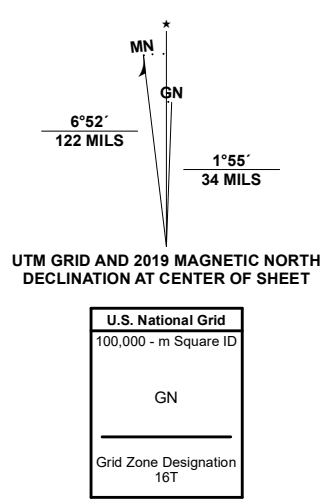 MN
GN
6°52´
122 MILS
1°55´
34 MILS
UTM GRID AND 2019 MAGNETIC NORTH
DECLINATION AT CENTER OF SHEET
U.S. National Grid
100,000 - m Square ID
GN
Grid Zone Designation
16T